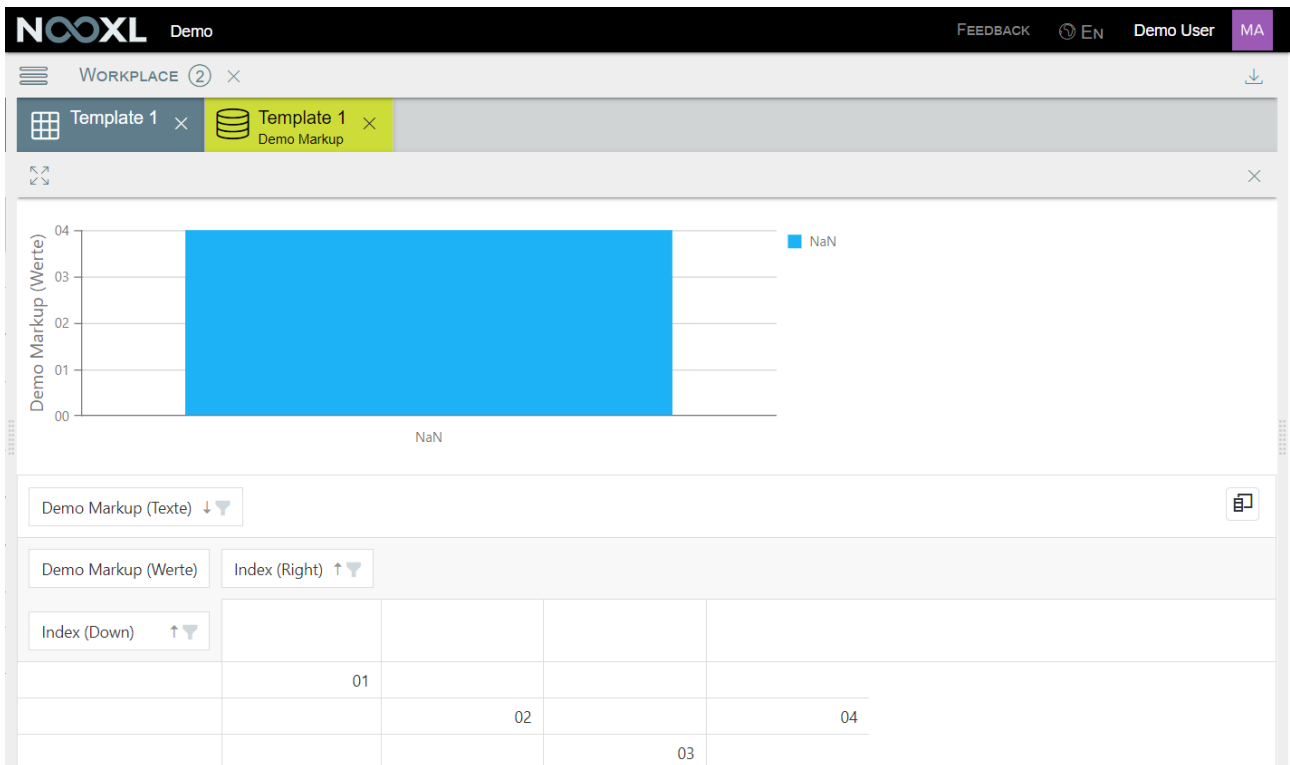 NOOXL Demo FEEDBACK EN Demo User MA
WORKPLACE 2
Template 1
Template 1
Demo Markup
Demo Markup (Werte)
04
03
02
01
00
NaN
NaN
Demo Markup (Texte)
Demo Markup (Werte) Index (Right)
Index (Down)
01
02 04
03